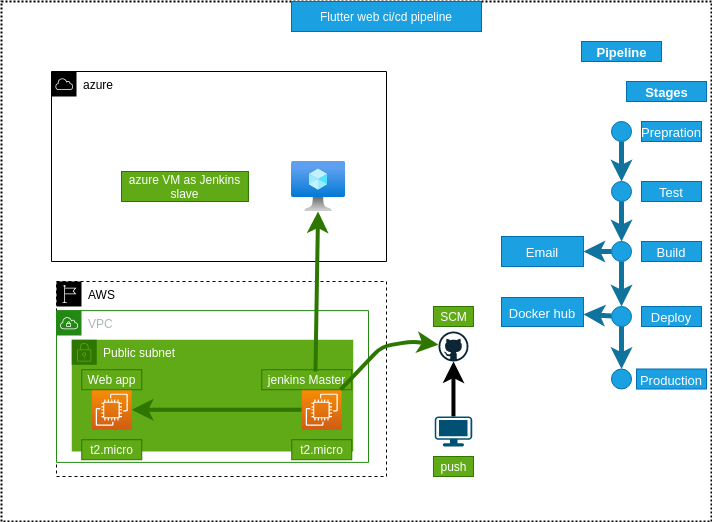 Flutter web ci/cd pipeline
Pipeline
Stages
azure
azure VM as Jenkins
slave
Prepration
Test
Build
Email
Deploy
Docker hub
Production
AWS
VPC
Public subnet
Web app
jenkins Master
t2.micro
t2.micro
SCM
push